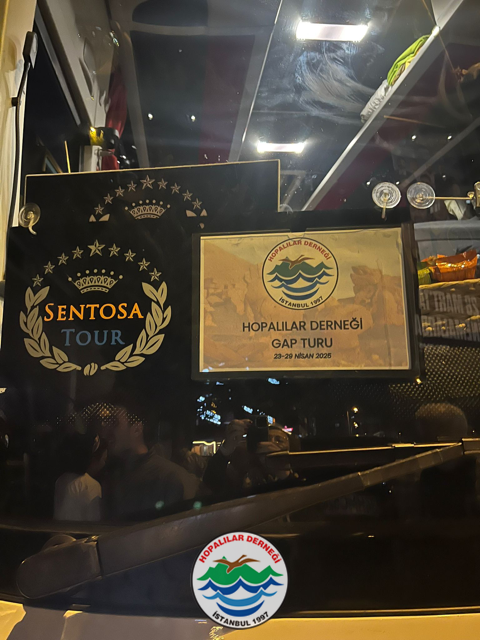 SENTOSA
TOUR
HOPALILAR DERNEĞİ
İSTANBUL 1997
HOPALILAR DERNEĞİ
GAP TURU
23-29 NİSAN 2025
HOPALILAR DERNEĞİ
İSTANBUL 1997